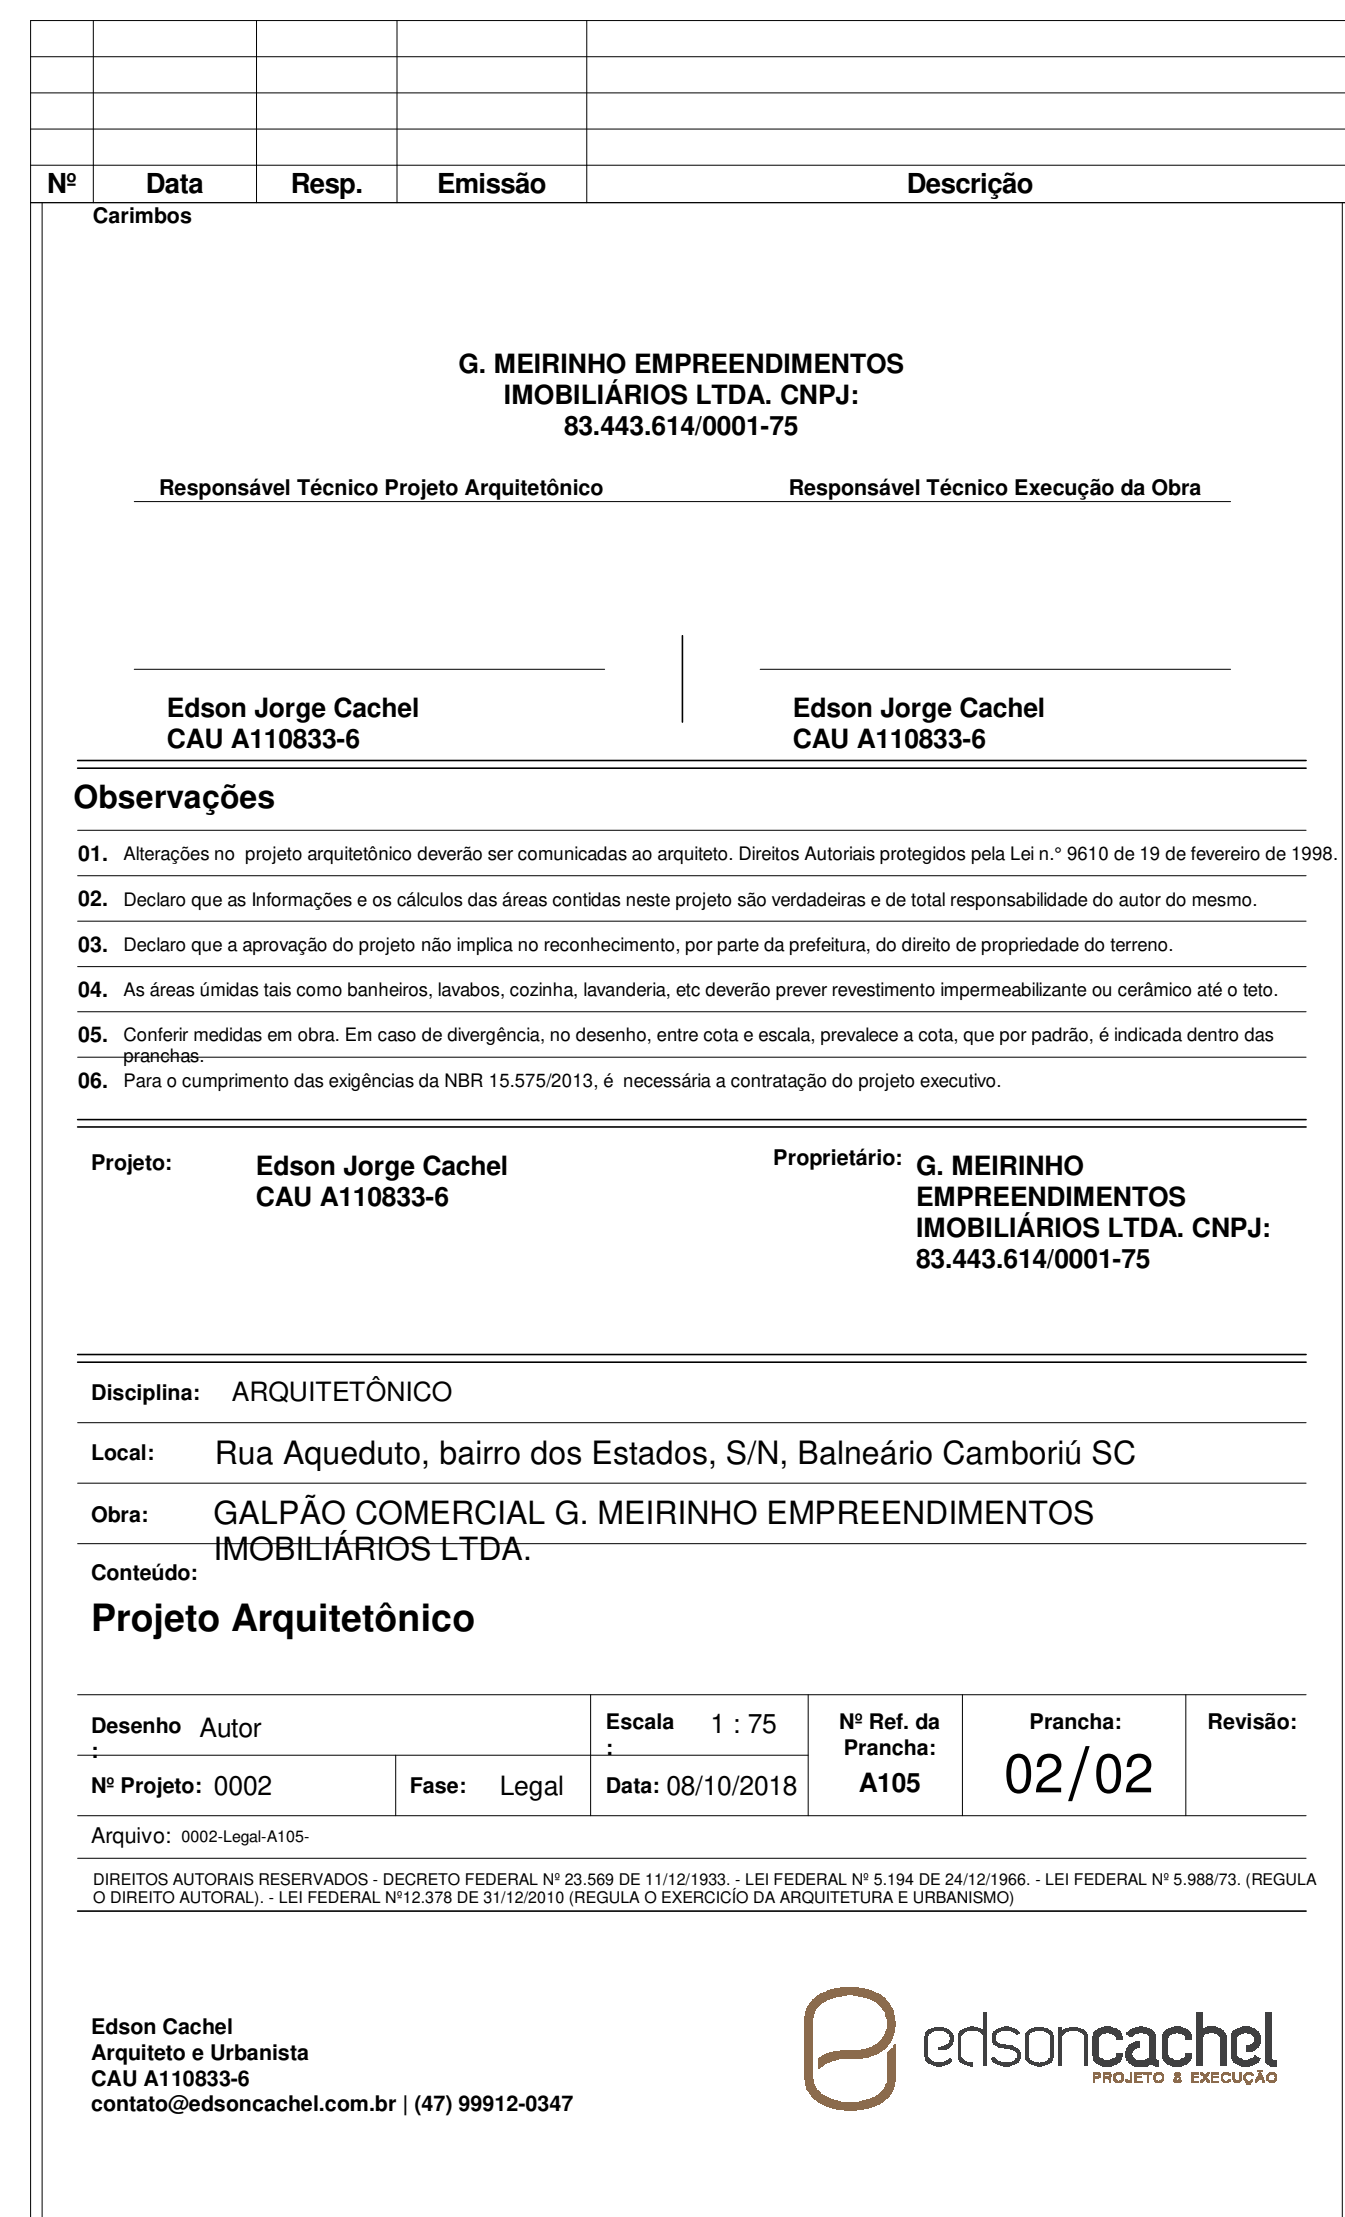 Nº Data Resp. Emissão Descrição
Carimbos
G. MEIRINHO EMPREENDIMENTOS
IMOBILIÁRIOS LTDA. CNPJ:
83.443.614/0001-75
Responsável Técnico Projeto Arquitetônico Responsável Técnico Execução da Obra
Edson Jorge Cachel Edson Jorge Cachel
CAU A110833-6 CAU A110833-6
Observações
01. Alterações no projeto arquitetônico deverão ser comunicadas ao arquiteto. Direitos Autoriais protegidos pela Lei n.° 9610 de 19 de fevereiro de 1998.
02. Declaro que as Informações e os cálculos das áreas contidas neste projeto são verdadeiras e de total responsabilidade do autor do mesmo.
03. Declaro que a aprovação do projeto não implica no reconhecimento, por parte da prefeitura, do direito de propriedade do terreno.
04. As áreas úmidas tais como banheiros, lavabos, cozinha, lavanderia, etc deverão prever revestimento impermeabilizante ou cerâmico até o teto.
05. Conferir medidas em obra. Em caso de divergência, no desenho, entre cota e escala, prevalece a cota, que por padrão, é indicada dentro das
pranchas.
06. Para o cumprimento das exigências da NBR 15.575/2013, é necessária a contratação do projeto executivo.
Projeto: Edson Jorge Cachel
CAU A110833-6
Proprietário: G. MEIRINHO
EMPREENDIMENTOS
IMOBILIÁRIOS LTDA. CNPJ:
83.443.614/0001-75
Disciplina: ARQUITETÔNICO
Local: Rua Aqueduto, bairro dos Estados, S/N, Balneário Camboriú SC
Obra: GALPÃO COMERCIAL G. MEIRINHO EMPREENDIMENTOS
IMOBILIÁRIOS LTDA.
Conteúdo:
Projeto Arquitetônico
Desenho
: Autor
Escala
: 1 : 75
Nº Ref. da
Prancha:
A105
Prancha:
02/02
Revisão:
Nº Projeto: 0002
Fase: Legal
Data: 08/10/2018
Arquivo: 0002-Legal-A105-
DIREITOS AUTORAIS RESERVADOS - DECRETO FEDERAL Nº 23.569 DE 11/12/1933. - LEI FEDERAL Nº 5.194 DE 24/12/1966. - LEI FEDERAL Nº 5.988/73. (REGULA
O DIREITO AUTORAL). - LEI FEDERAL Nº12.378 DE 31/12/2010 (REGULA O EXERCICÍO DA ARQUITETURA E URBANISMO)
Edson Cachel
Arquiteto e Urbanista
CAU A110833-6
contato@edsoncachel.com.br | (47) 99912-0347
edsoncachel
PROJETO & EXECUÇÃO